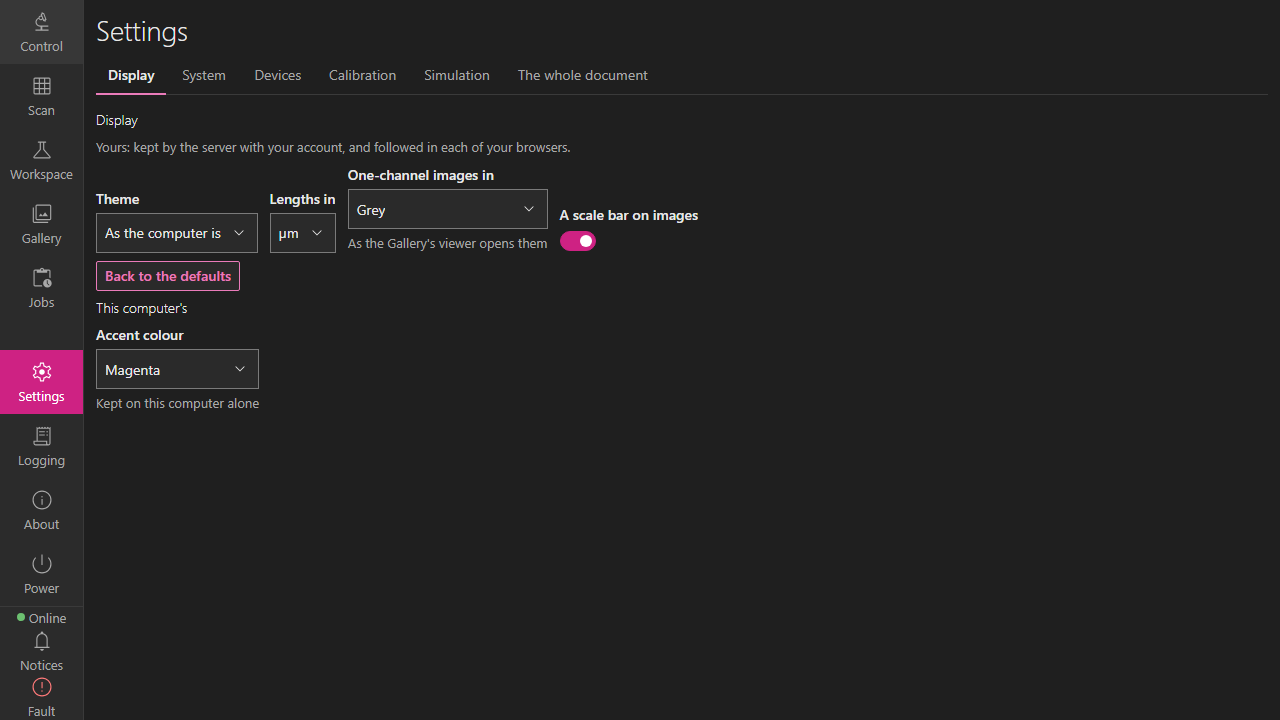 Control
Scan
Workspace
Gallery
Jobs
Settings
Logging
About
Power
Online
Notices
Fault
Settings
Display System Devices Calibration Simulation The whole document
Display
Yours: kept by the server with your account, and followed in each of your browsers.
Theme
As the computer is
Lengths in
µm
One-channel images in
Grey
As the Gallery's viewer opens them
A scale bar on images
Back to the defaults
This computer's
Accent colour
Magenta
Kept on this computer alone